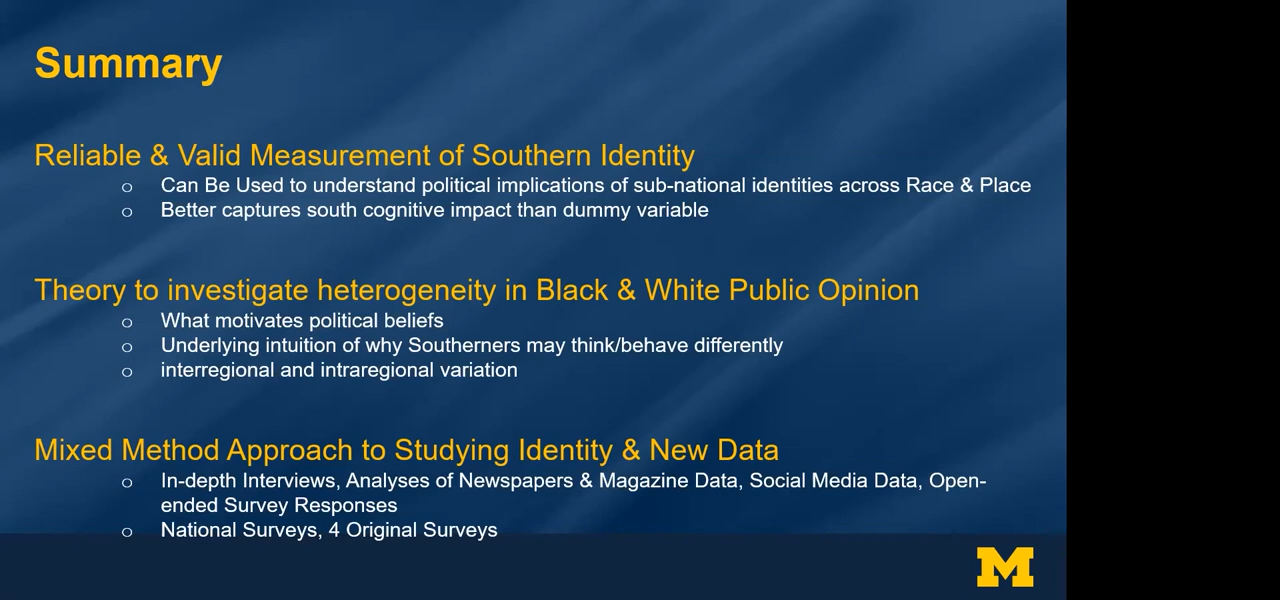 Summary
Reliable & Valid Measurement of Southern Identity
o Can Be Used to understand political implications of sub-national identities across Race & Place
o Better captures south cognitive impact than dummy variable
Theory to investigate heterogeneity in Black & White Public Opinion
o What motivates political beliefs
o Underlying intuition of why Southerners may think/behave differently
o interregional and intraregional variation
Mixed Method Approach to Studying Identity & New Data
o In-depth Interviews, Analyses of Newspapers & Magazine Data, Social Media Data, Open-
ended Survey Responses
o National Surveys, 4 Original Surveys
M